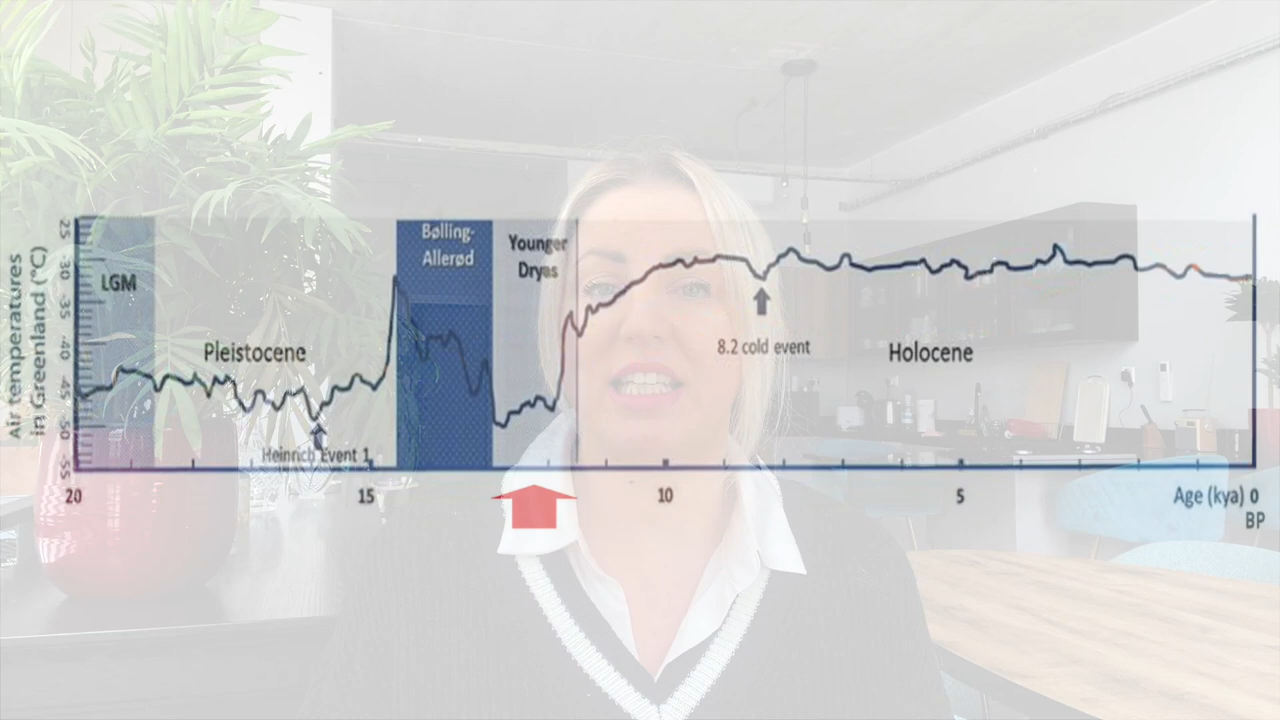 Air temperatures
in Greenland (°C)
25
-30
35
40
-45
-50
-55
LGM
Pleistocene
Heinrich Event 1
Bølling-
Allerød
Younger
Dryas
8.2 cold event
Holocene
20
15
10
5
Age (kya) 0
BP